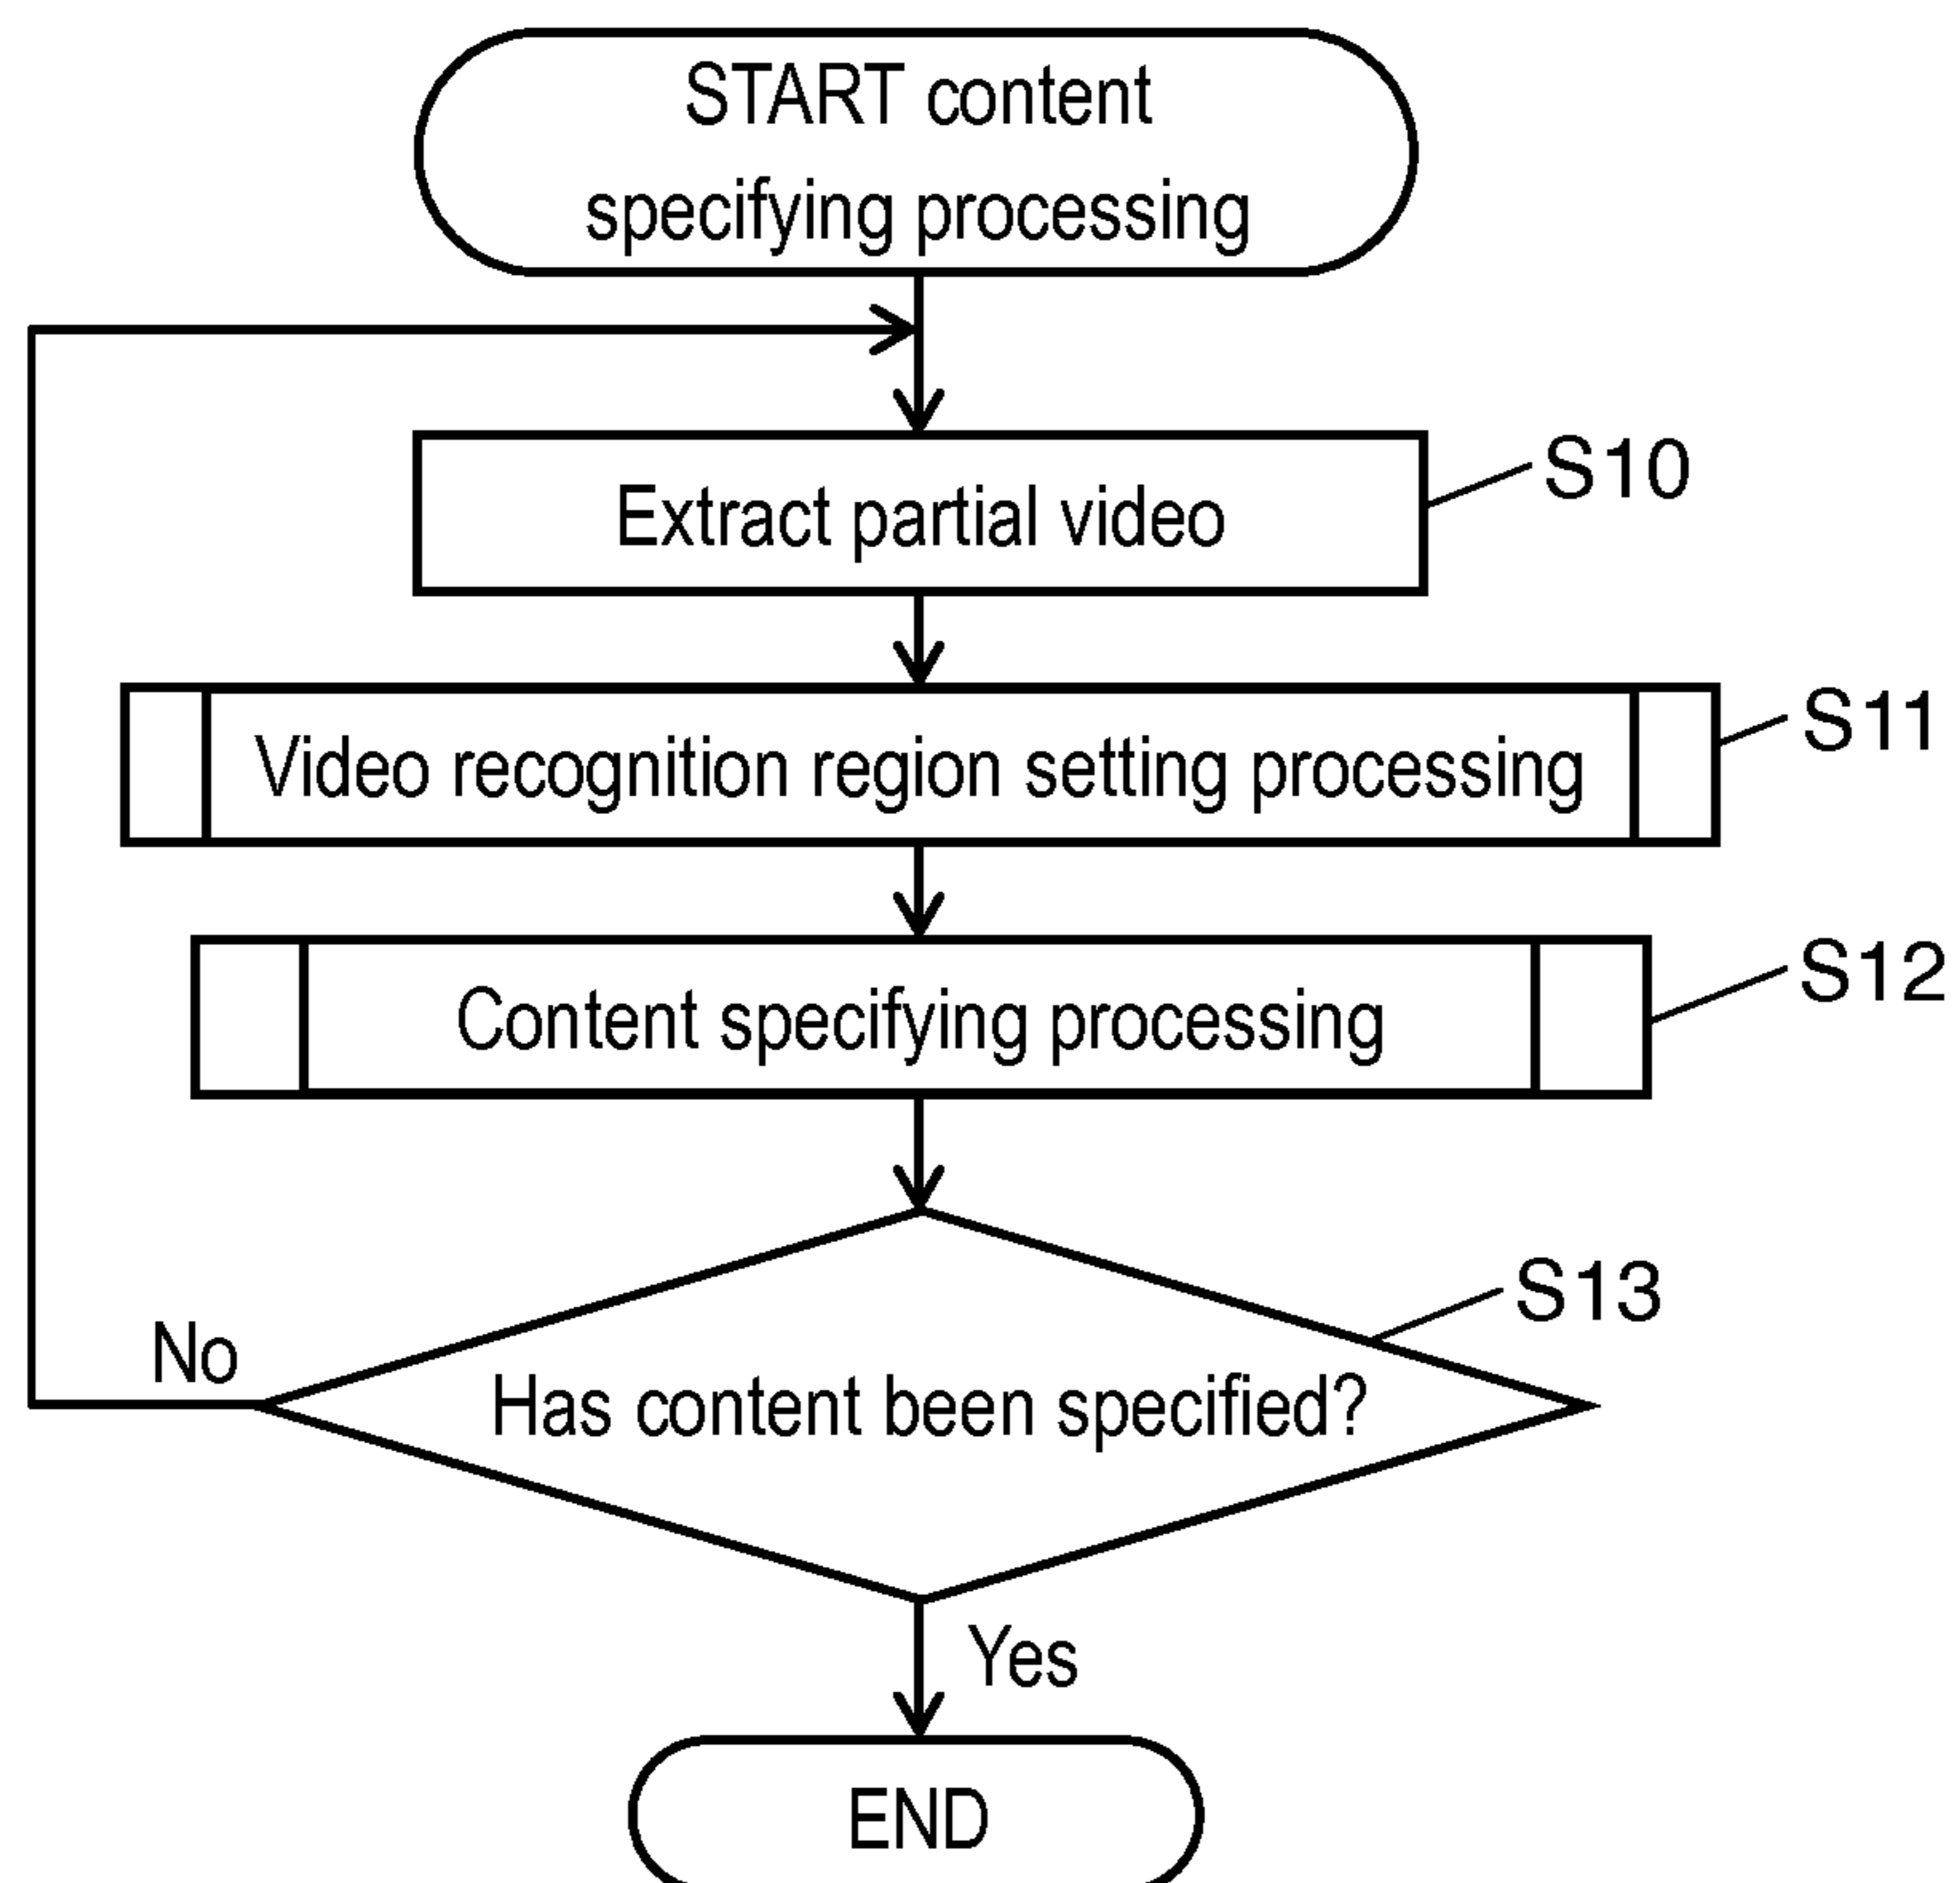 START content
specifying processing
Extract partial video
S10
Video recognition region setting processing
S11
Content specifying processing
S12
S13
Has content been specified?
No
Yes
END